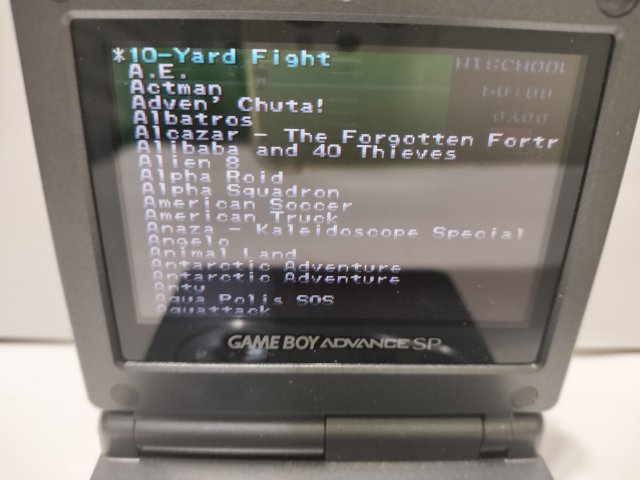 *10-Yard Fight
A.E.
Actman
Adven' Chuta!
Albatros
Alcazar - The Forgotten Fortr
Alibaba and 40 Thieves
Alien 8
Alpha Roid
Alpha Squadron
American Soccer
American Truck
Anaza - Kaleidoscope Special
Angelo
Animal Land
Antarctic Adventure
Antarctic Adventure
Anty
Aqua Polis SOS
Aquattack
HISCHOOL
GAME BOY ADVANCE SP